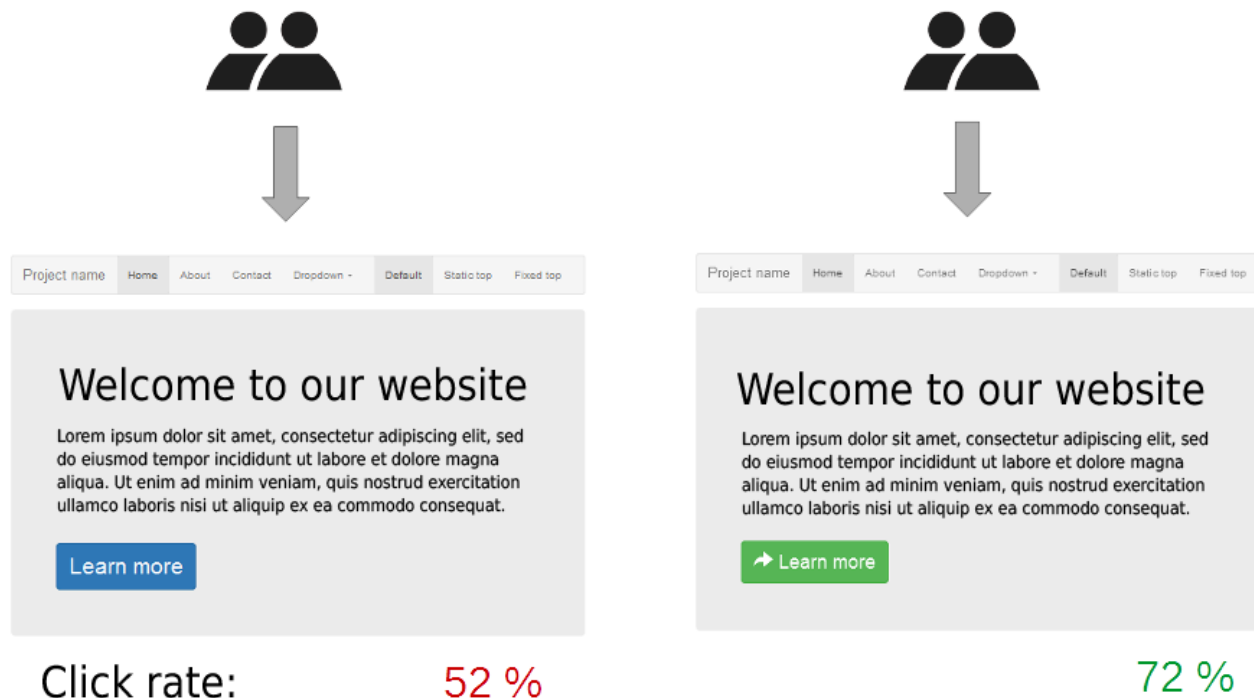 Project name Home About Contact Dropdown Default Static top Fixed top
Welcome to our website
Lorem ipsum dolor sit amet, consectetur adipiscing elit, sed
do eiusmod tempor incididunt ut labore et dolore magna
aliqua. Ut enim ad minim veniam, quis nostrud exercitation
ullamco laboris nisi ut aliquip ex ea commodo consequat.
Learn more
Click rate: 52 %
Project name Home About Contact Dropdown Default Static top Fixed top
Welcome to our website
Lorem ipsum dolor sit amet, consectetur adipiscing elit, sed
do eiusmod tempor incididunt ut labore et dolore magna
aliqua. Ut enim ad minim veniam, quis nostrud exercitation
ullamco laboris nisi ut aliquip ex ea commodo consequat.
Learn more
72 %